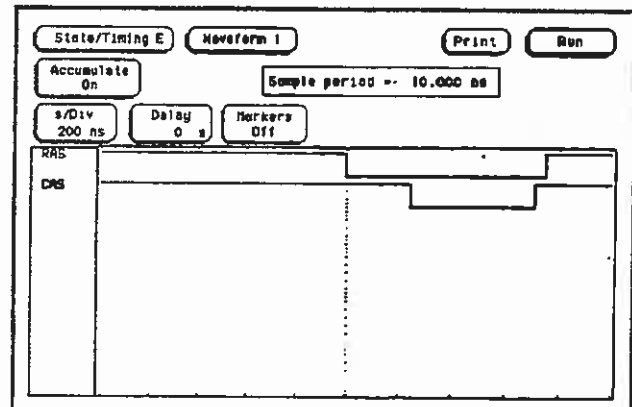 State/Timing E
Waveform 1
Print
Run
Accumulate
On
Sample period = 10.000 ns
s/Div
200 ns
Delay
0 s
Markers
Off
RAS
CAS